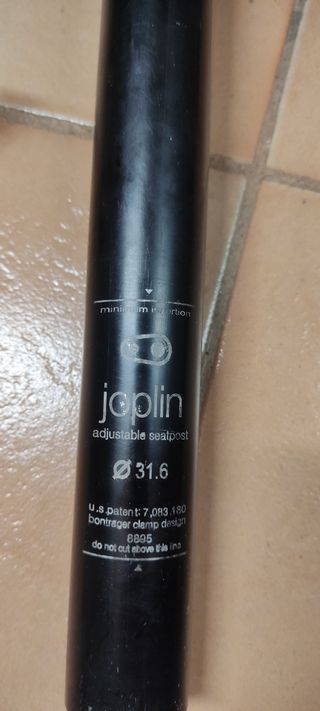 minimum insertion
joplin
adjustable seatpost
Ø 31.6
u.s.patent: 7,083,180
bontrager clamp design
8895
do not cut above this line